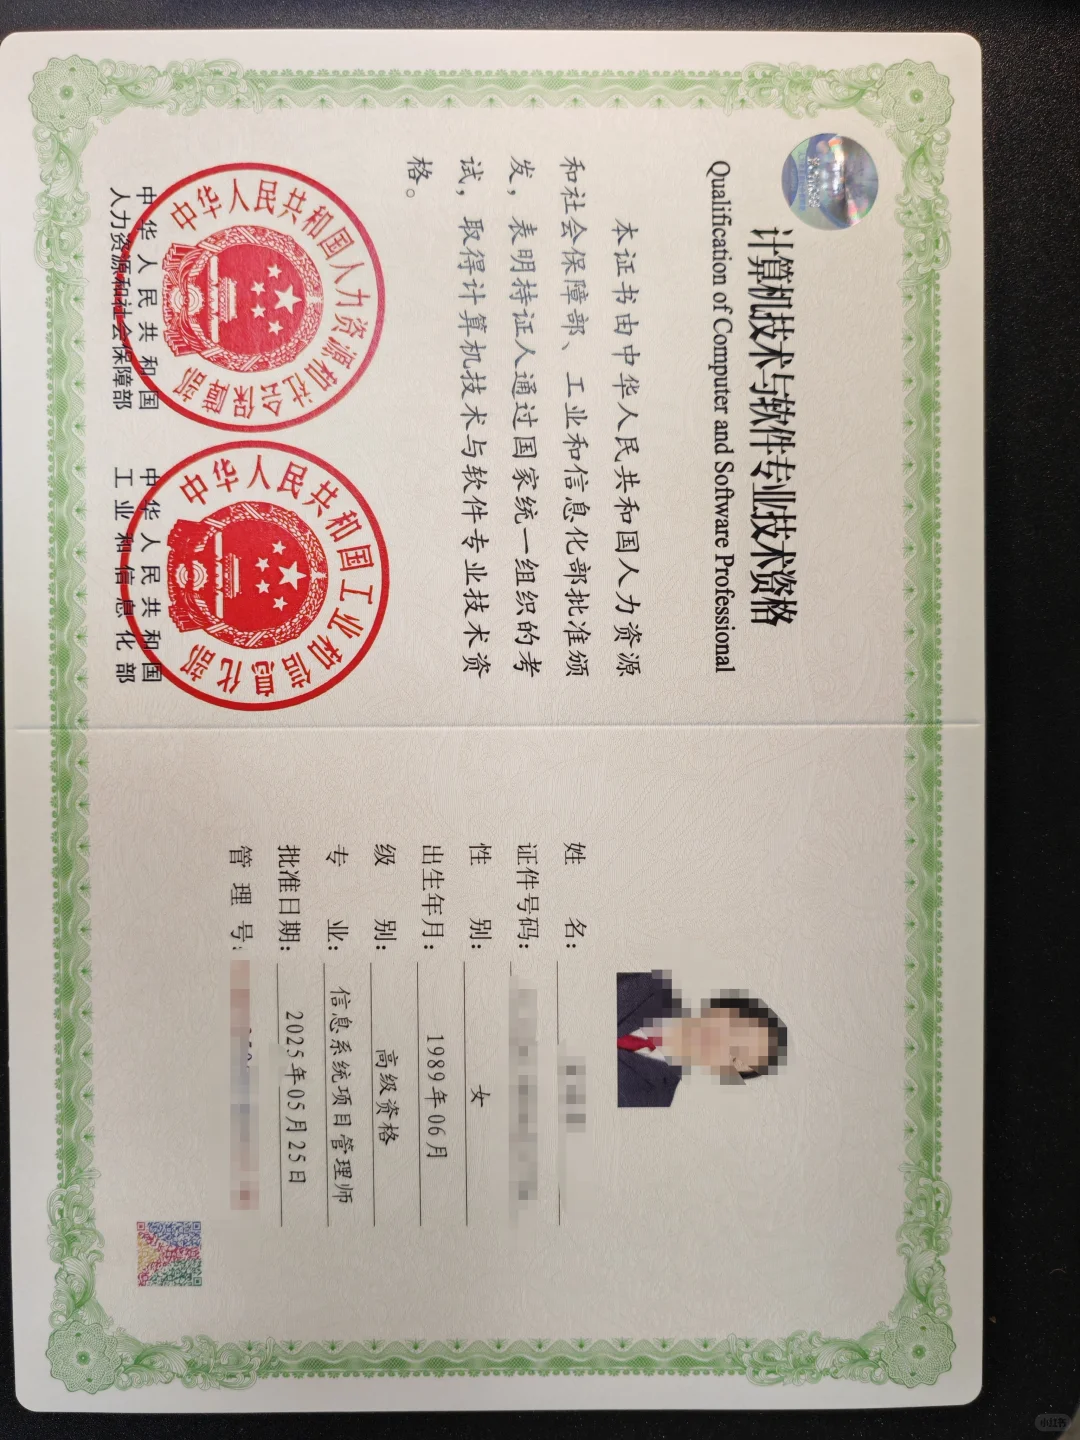 计算机技术与软件专业技术资格
Qualification of Computer and Software Professional
本证书由中华人民共和国人力资源
和社会保障部、工业和信息化部批准颁
发，表明持证人通过国家统一组织的考
试，取得计算机技术与软件专业技术资
格。
中华人民共和国人力资源和社会保障部
中华人民共和国
人力资源和社会保障部
中华人民共和国工业和信息化部
中华人民共和国
工业和信息化部
姓名：
证件号码：
性别：女
出生年月：1989年06月
级别：高级资格
专业：信息系统项目管理师
批准日期：2025年05月25日
管理号：
小红书